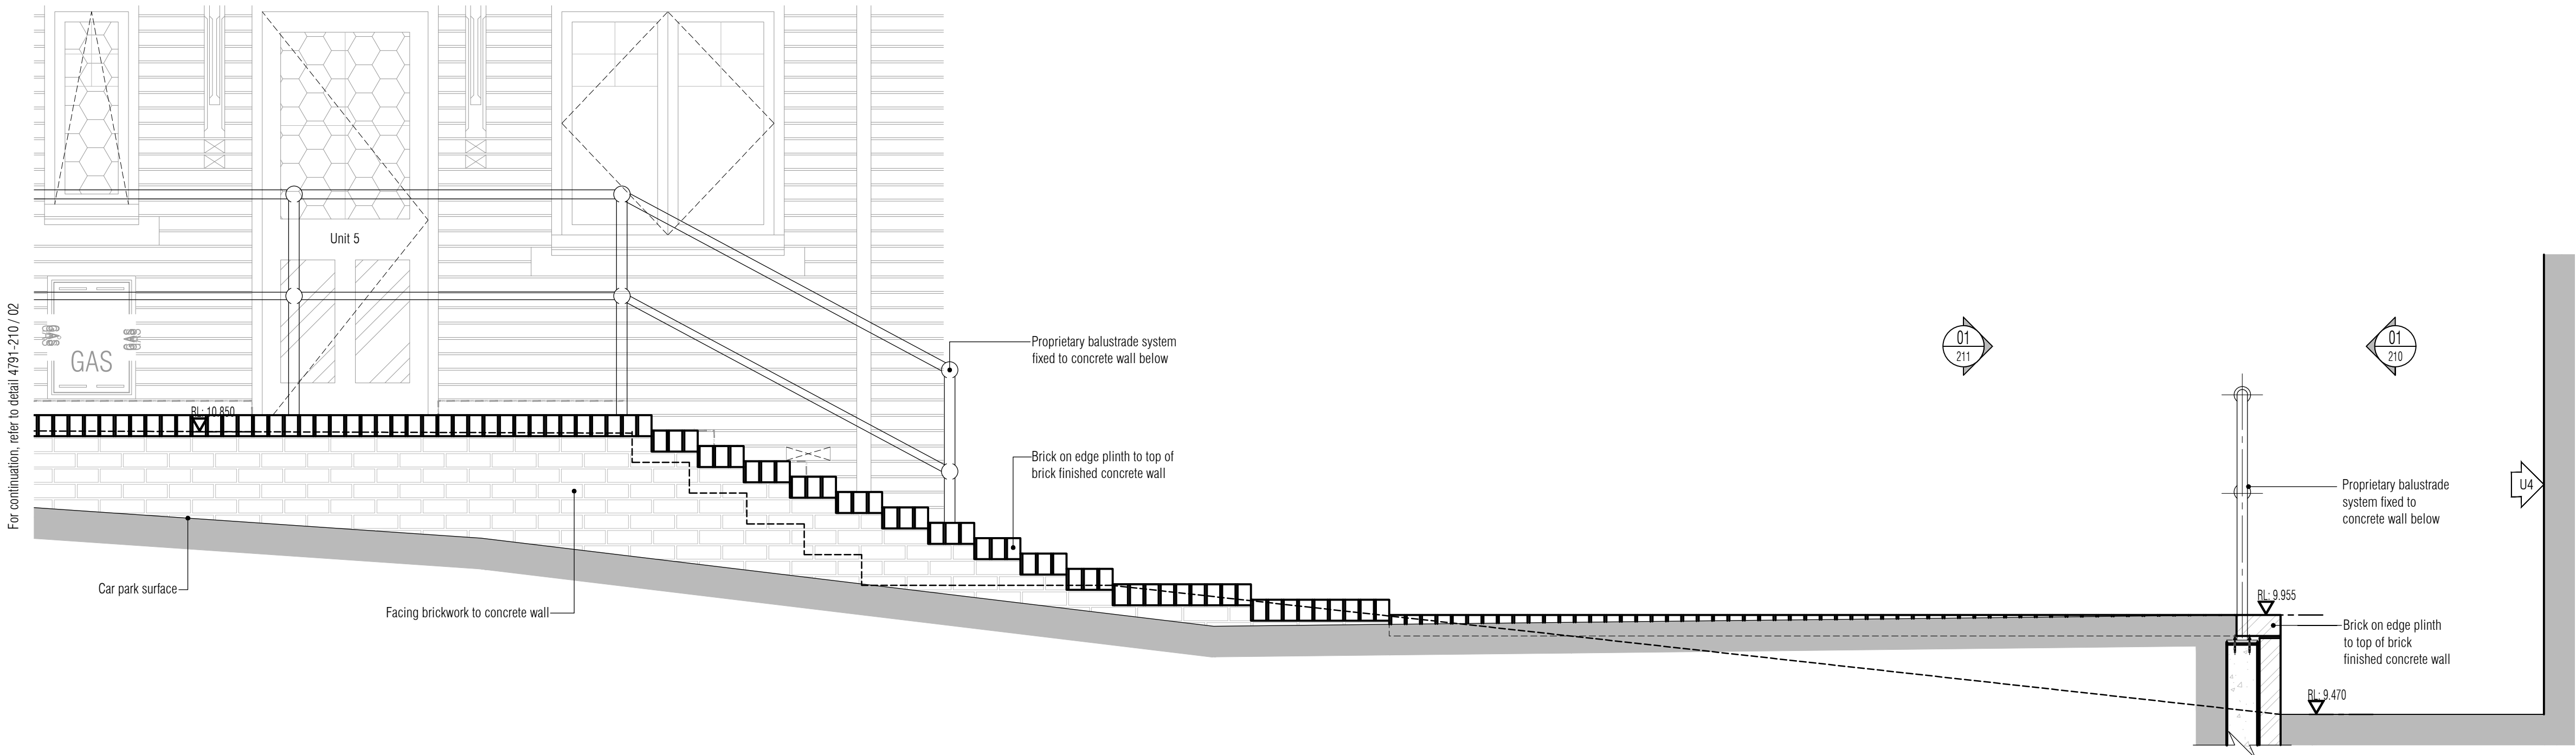 For continuation, refer to detail 4791-210 / 02
Unit 5
GAS
GAS
GAS
RL: 10.850
Car park surface
Facing brickwork to concrete wall
Proprietary balustrade system
fixed to concrete wall below
Brick on edge plinth to top of
brick finished concrete wall
01
211
01
210
U4
Proprietary balustrade
system fixed to
concrete wall below
RL: 9.955
Brick on edge plinth
to top of brick
finished concrete wall
RL: 9.470